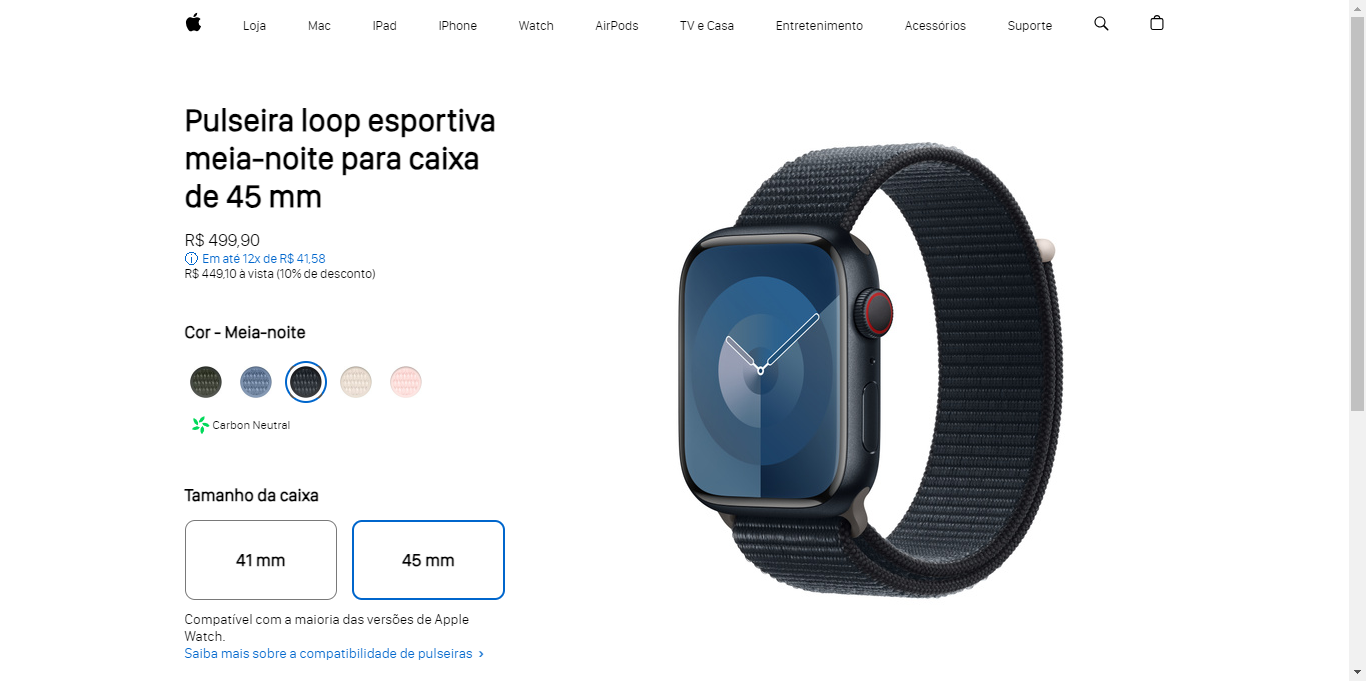 Loja Mac IPad IPhone Watch AirPods TV e Casa Entretenimento Acessórios Suporte
Pulseira loop esportiva
meia-noite para caixa
de 45 mm
R$ 499,90
Em até 12x de R$ 41,58
R$ 449,10 à vista (10% de desconto)
Cor - Meia-noite
Carbon Neutral
Tamanho da caixa
41 mm 45 mm
Compatível com a maioria das versões de Apple
Watch.
Saiba mais sobre a compatibilidade de pulseiras ›